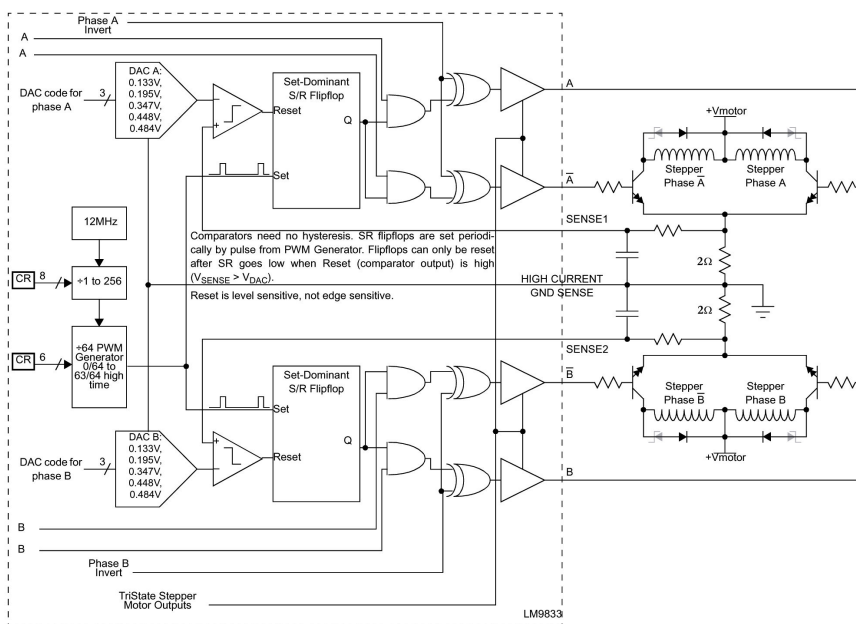 Phase A
Invert
A
A
DAC code for
phase A
3
DAC A:
0.133V,
0.195V,
0.347V,
0.448V,
0.484V
Set-Dominant
S/R Flipflop
Reset
Q
Set
A
A
+Vmotor
Stepper
Phase A
Stepper
Phase A
SENSE1
2Ω
Comparators need no hysteresis. SR flipflops are set periodi-
cally by pulse from PWM Generator. Flipflops can only be reset
after SR goes low when Reset (comparator output) is high
(VSENSE > VDAC).
Reset is level sensitive, not edge sensitive.
12MHz
CR
8
÷1 to 256
CR
6
÷64 PWM
Generator
0/64 to
63/64 high
time
HIGH CURRENT
GND SENSE
2Ω
SENSE2
Set-Dominant
S/R Flipflop
Set
Q
Reset
B
B
Stepper
Phase B
Stepper
Phase B
+Vmotor
DAC code for
phase B
3
DAC B:
0.133V,
0.195V,
0.347V,
0.448V,
0.484V
B
B
Phase B
Invert
TriState Stepper
Motor Outputs
LM9833